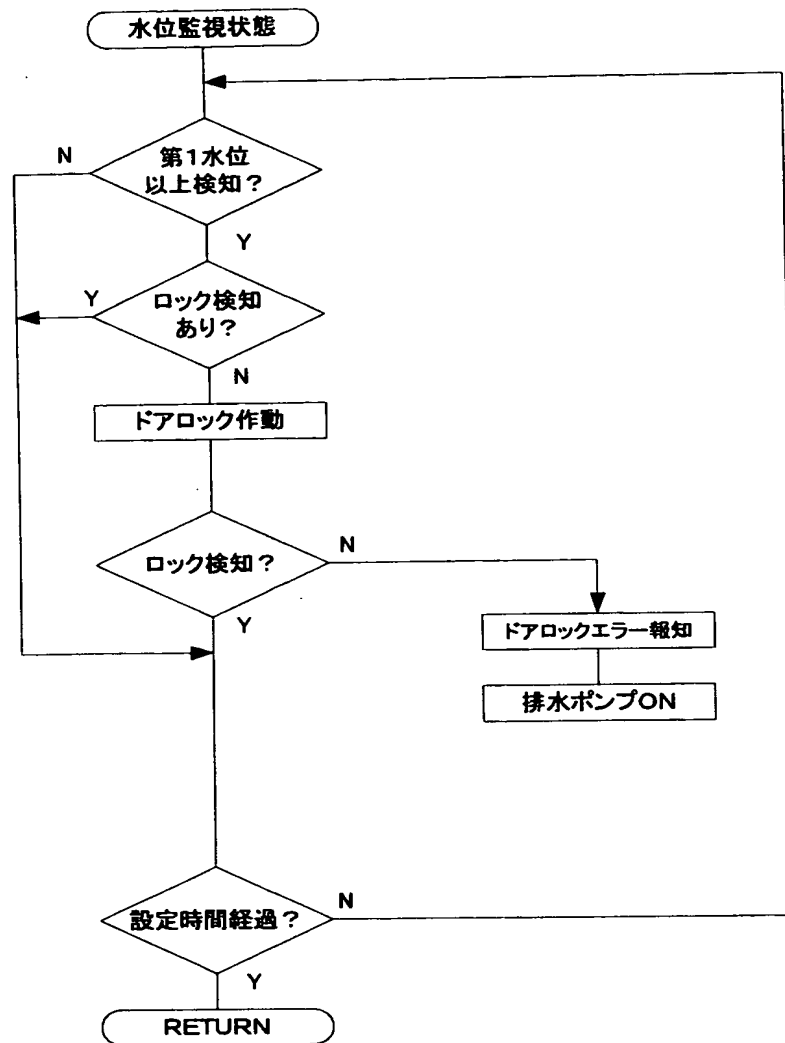 水位監視状態
第1水位
以上検知?
N
Y
ロック検知
あり?
Y
N
ドアロック作動
ロック検知?
N
Y
ドアロックエラー報知
排水ポンプON
設定時間経過?
N
Y
RETURN